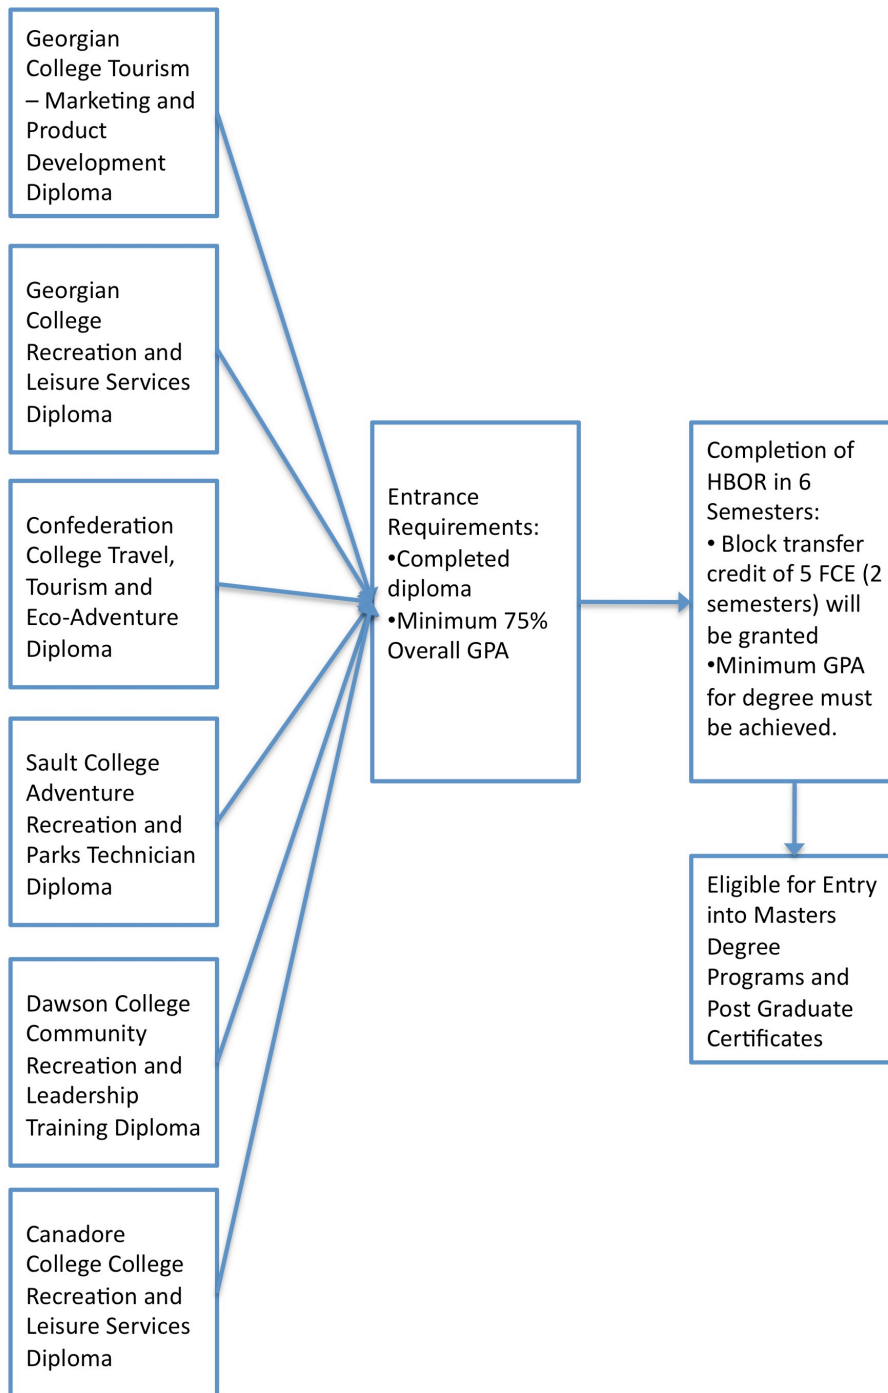 Georgian
College Tourism
– Marketing and
Product
Development
Diploma
Georgian
College
Recreation and
Leisure Services
Diploma
Confederation
College Travel,
Tourism and
Eco-Adventure
Diploma
Sault College
Adventure
Recreation and
Parks Technician
Diploma
Dawson College
Community
Recreation and
Leadership
Training Diploma
Canadore
College College
Recreation and
Leisure Services
Diploma
Entrance
Requirements:
•Completed
diploma
•Minimum 75%
Overall GPA
Completion of
HBOR in 6
Semesters:
• Block transfer
credit of 5 FCE (2
semesters) will
be granted
•Minimum GPA
for degree must
be achieved.
Eligible for Entry
into Masters
Degree
Programs and
Post Graduate
Certificates